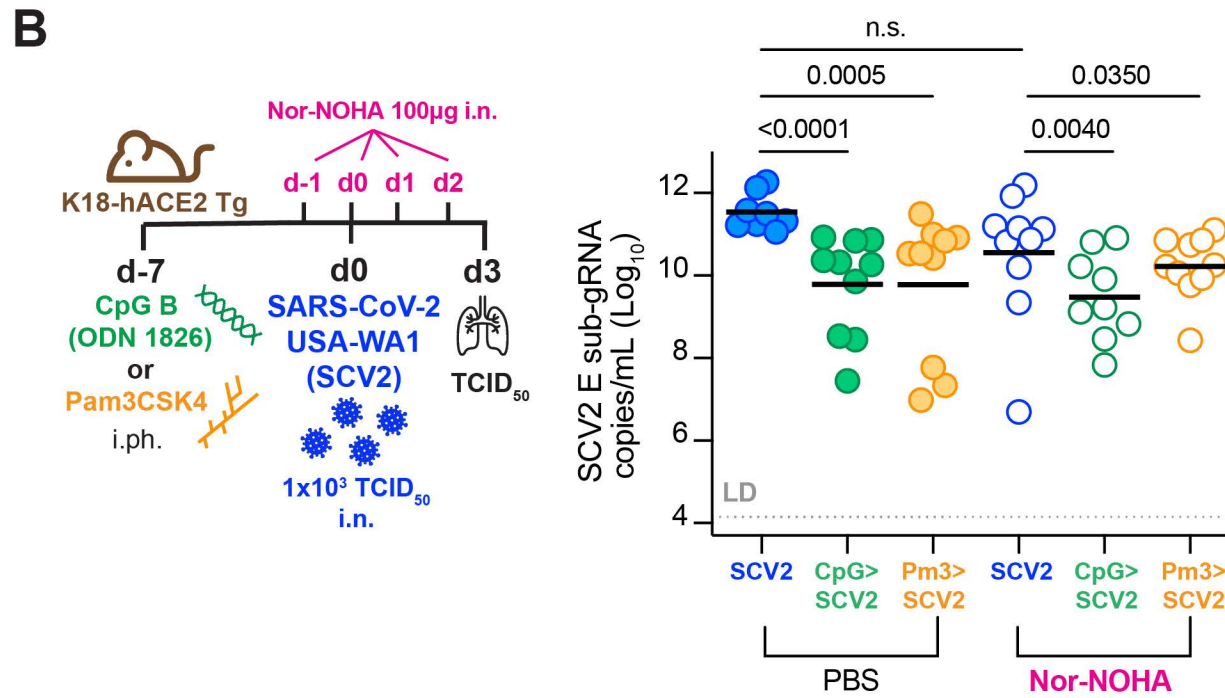 B
Nor-NOHA 100µg i.n.
d-1 d0 d1 d2
K18-hACE2 Tg
d-7 d0 d3
CpG B
(ODN 1826)
or
Pam3CSK4
i.ph.
SARS-CoV-2
USA-WA1
(SCV2)
1x10³ TCID₅₀
i.n.
TCID₅₀
n.s.
0.0005 0.0350
<0.0001 0.0040
SCV2 E sub-gRNA
copies/mL (Log₁₀)
12
10
8
6
4
LD
SCV2 CpG> Pm3> SCV2 CpG> Pm3>
SCV2 SCV2 SCV2 SCV2
PBS Nor-NOHA